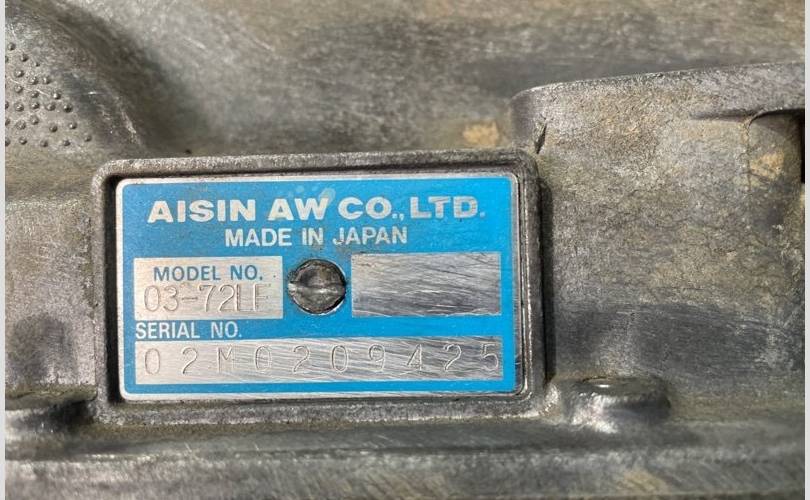 AISIN AW CO., LTD.
MADE IN JAPAN
MODEL NO.
03-72LE
SERIAL NO.
02M0209425